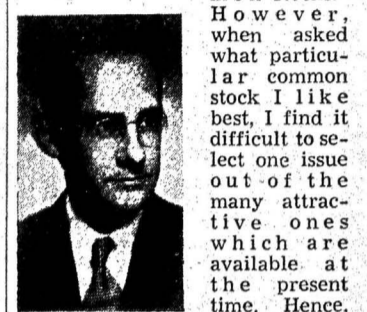 However,
when asked
what particu-
lar common
stock I like
best, I find it
difficult to se-
lect one issue
out of the
many attrac-
tive ones
which are
available at
the present
time. Hence,